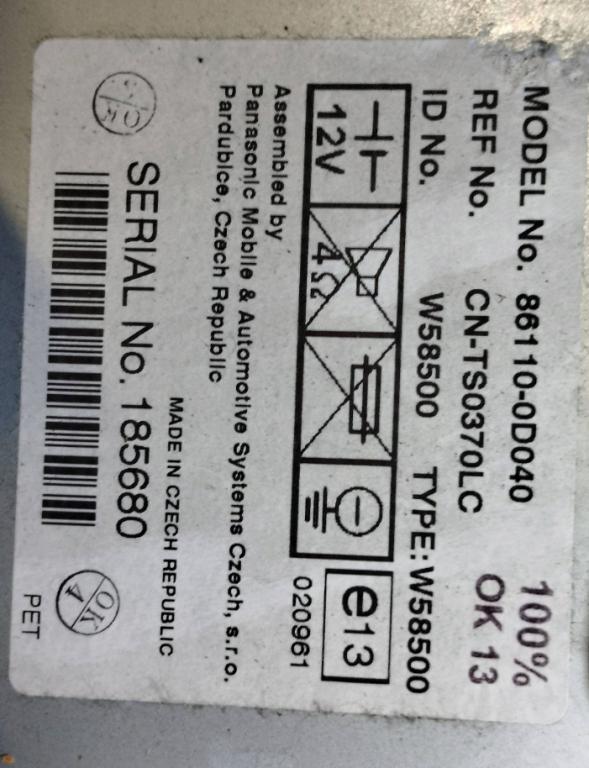 MODEL No. 86110-0D040
100%
REF No. CN-TS0370LC
OK 13
ID No. W58500 TYPE: W58500
12V
4Ω
e13
020961
Assembled by
Panasonic Mobile & Automotive Systems Czech, s.r.o.
Pardubice, Czech Republic
MADE IN CZECH REPUBLIC
OK
SERIAL No. 185680
OK
4
PET